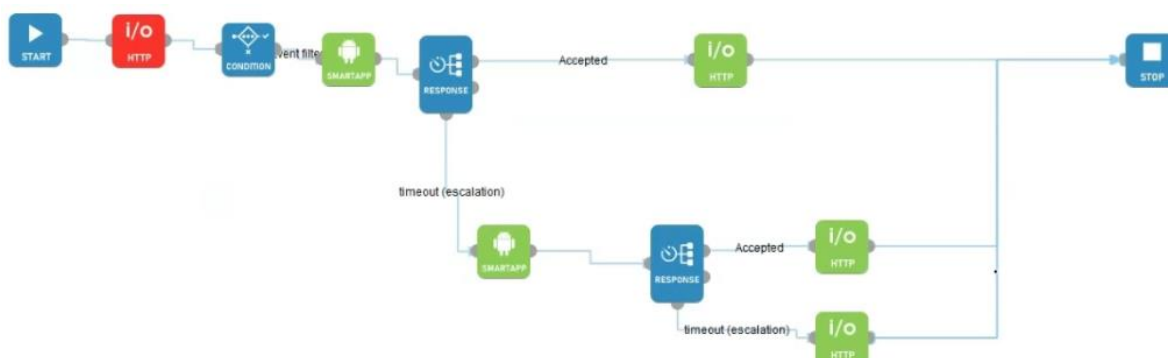 i/o
START
HTTP
CONDITION
vent filte
SMARTAPP
RESPONSE
Accepted
i/o
HTTP
STOP
timeout (escalation)
SMARTAPP
RESPONSE
Accepted
i/o
HTTP
timeout (escalation)
i/o
HTTP